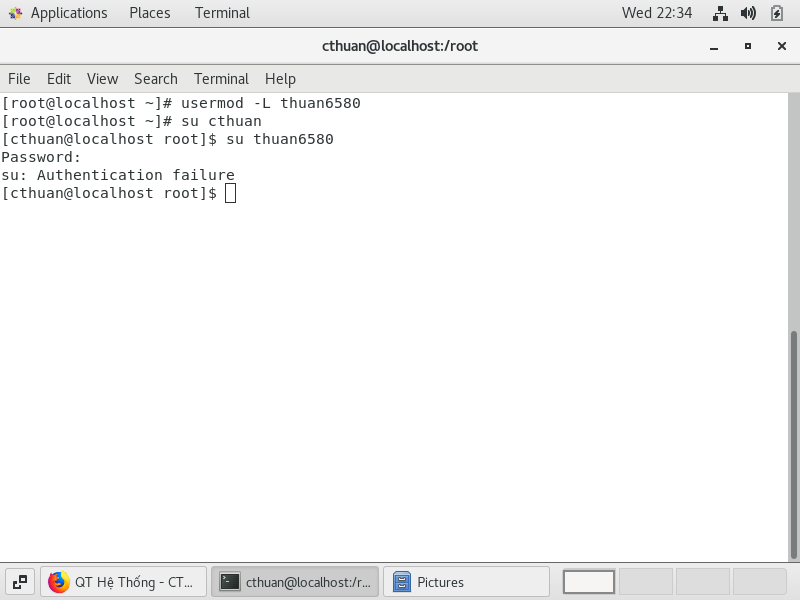 Applications Places Terminal Wed 22:34
cthuan@localhost:/root
File Edit View Search Terminal Help
[root@localhost ~]# usermod -L thuan6580
[root@localhost ~]# su cthuan
[cthuan@localhost root]$ su thuan6580
Password:
su: Authentication failure
[cthuan@localhost root]$
QT Hệ Thống - CT... cthuan@localhost:/r... Pictures